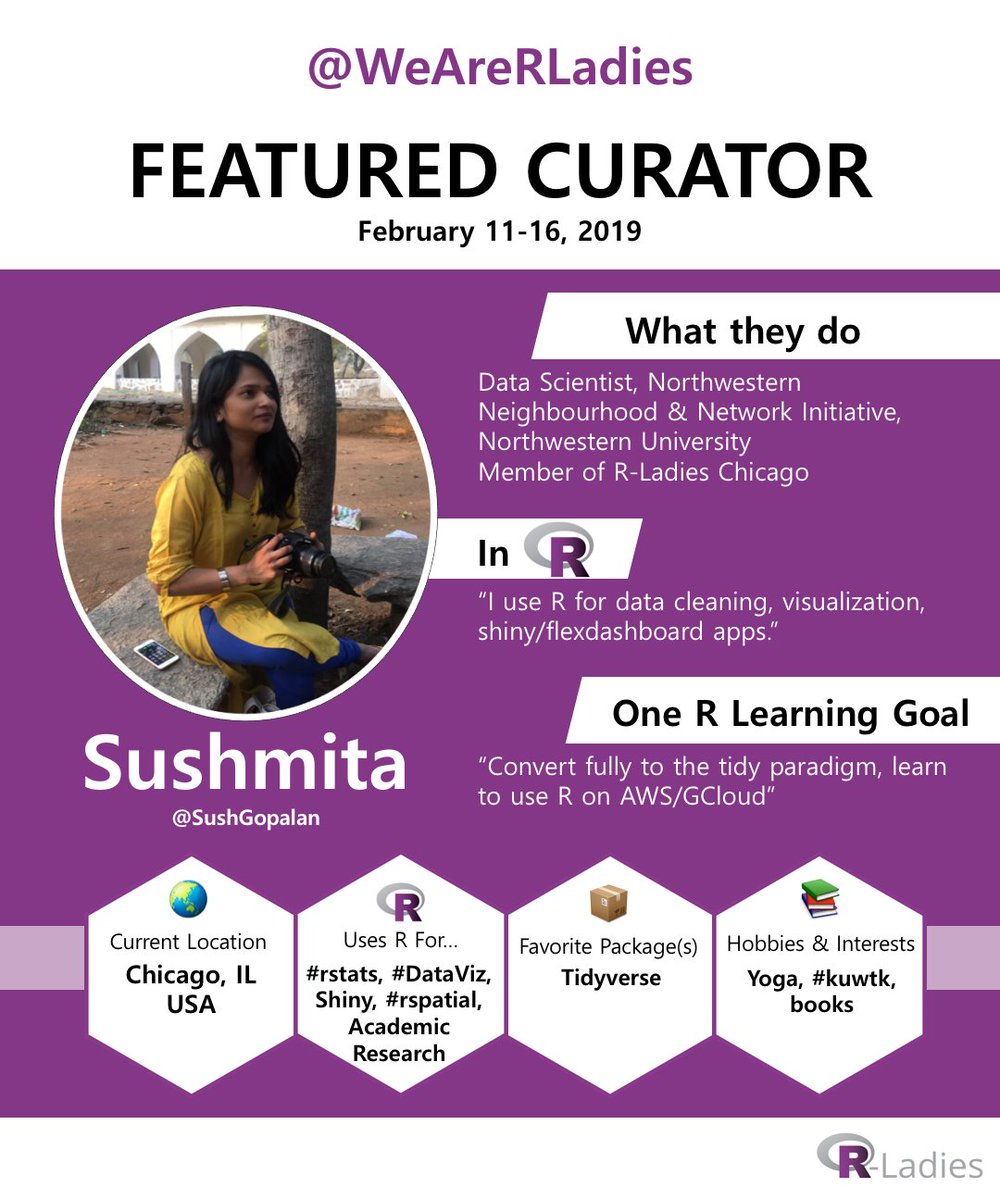 @WeAreRLadies
FEATURED CURATOR
February 11-16, 2019
What they do
Data Scientist, Northwestern
Neighbourhood & Network Initiative,
Northwestern University
Member of R-Ladies Chicago
In R
“I use R for data cleaning, visualization,
shiny/flexdashboard apps.”
One R Learning Goal
“Convert fully to the tidy paradigm, learn
to use R on AWS/GCloud”
Sushmita
@SushGopalan
Current Location
Chicago, IL
USA
R
Uses R For...
#rstats, #DataViz,
Shiny, #rspatial,
Academic
Research
Favorite Package(s)
Tidyverse
Hobbies & Interests
Yoga, #kuwtk,
books
R-Ladies